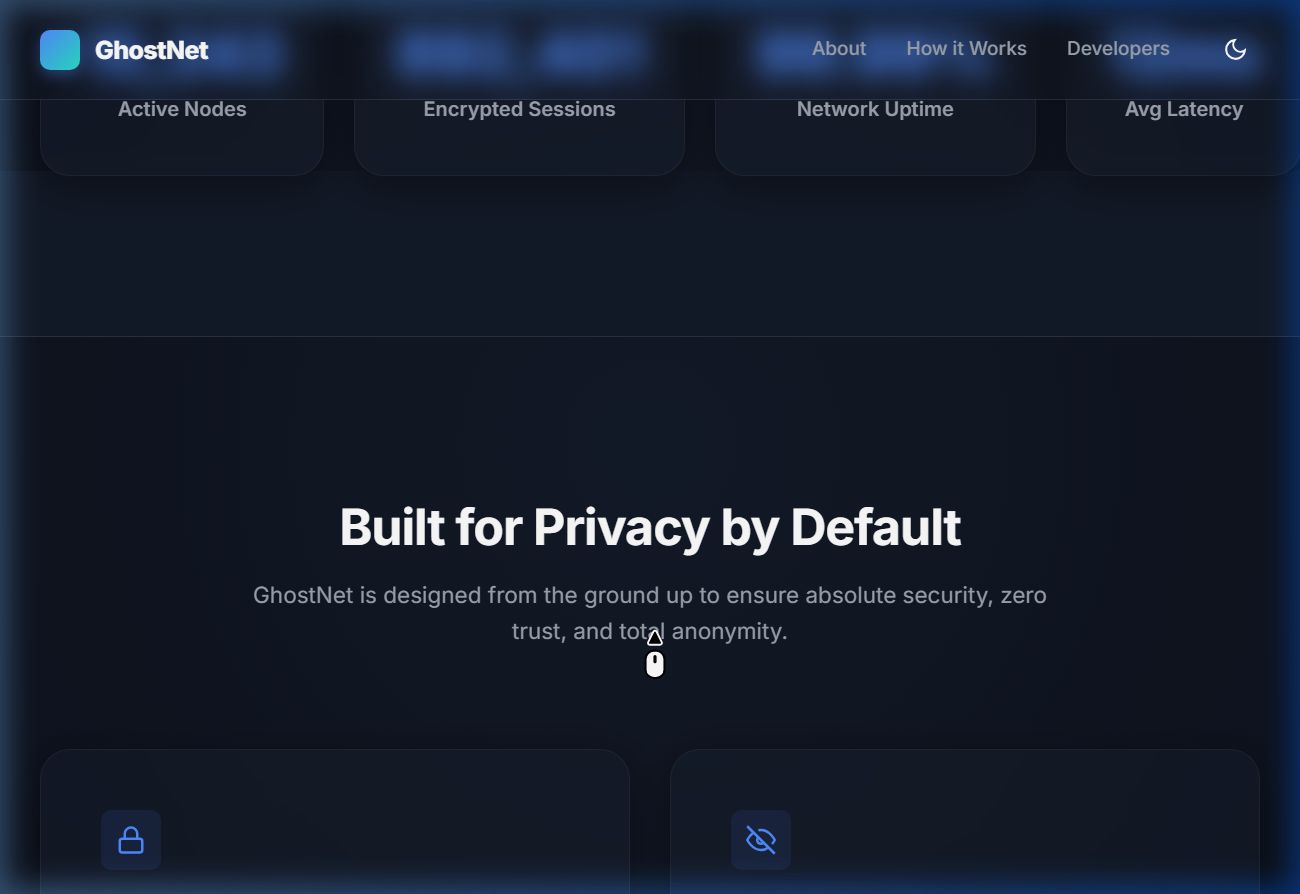 GhostNet
About
How it Works
Developers
Active Nodes
Encrypted Sessions
Network Uptime
Avg Latency
Built for Privacy by Default
GhostNet is designed from the ground up to ensure absolute security, zero
trust, and total anonymity.